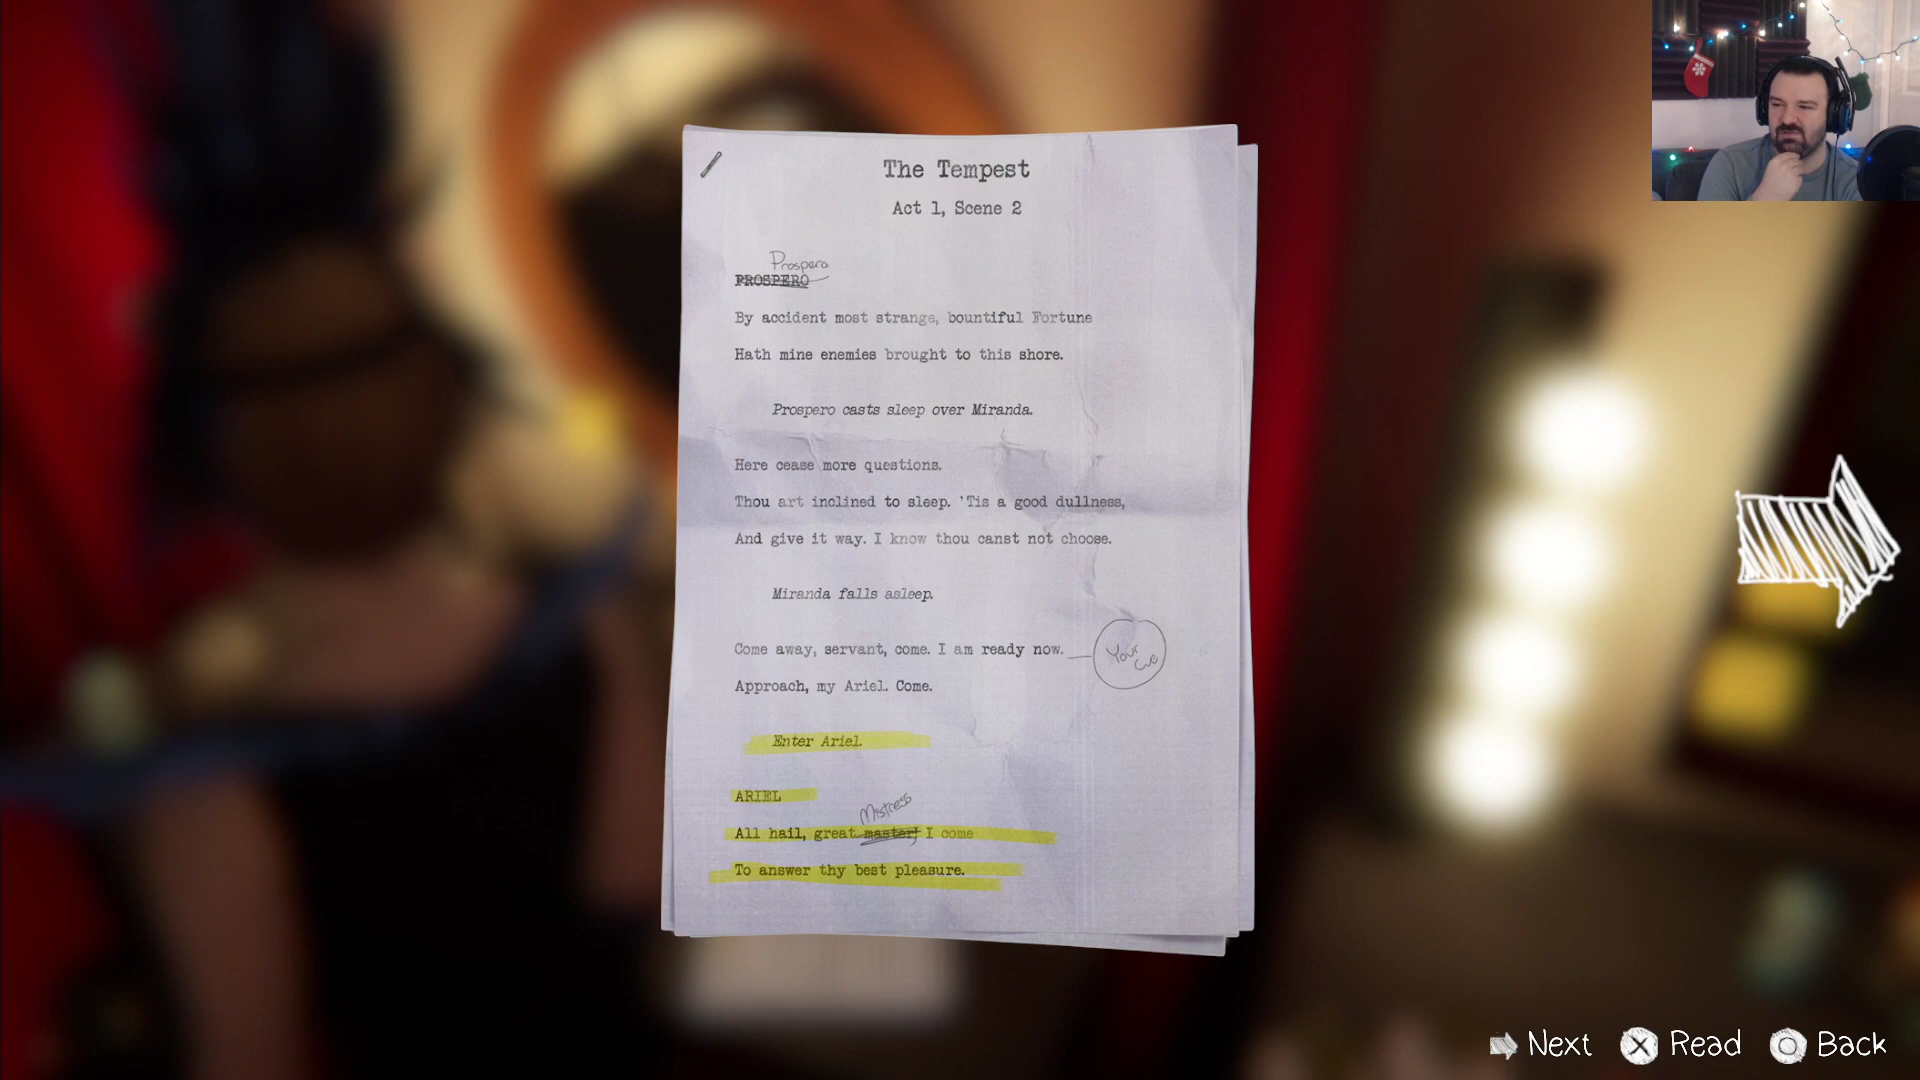 The Tempest
Act 1, Scene 2
Prospera
PROSPERO
By accident most strange, bountiful Fortune
Hath mine enemies brought to this shore.
Prospero casts sleep over Miranda.
Here cease more questions.
Thou art inclined to sleep. 'Tis a good dullness,
And give it way. I know thou canst not choose.
Miranda falls asleep.
Come away, servant, come. I am ready now.
Your
Cue
Approach, my Ariel. Come.
Enter Ariel.
ARIEL
Mistress
All hail, great master! I come
To answer thy best pleasure.
Next Read Back